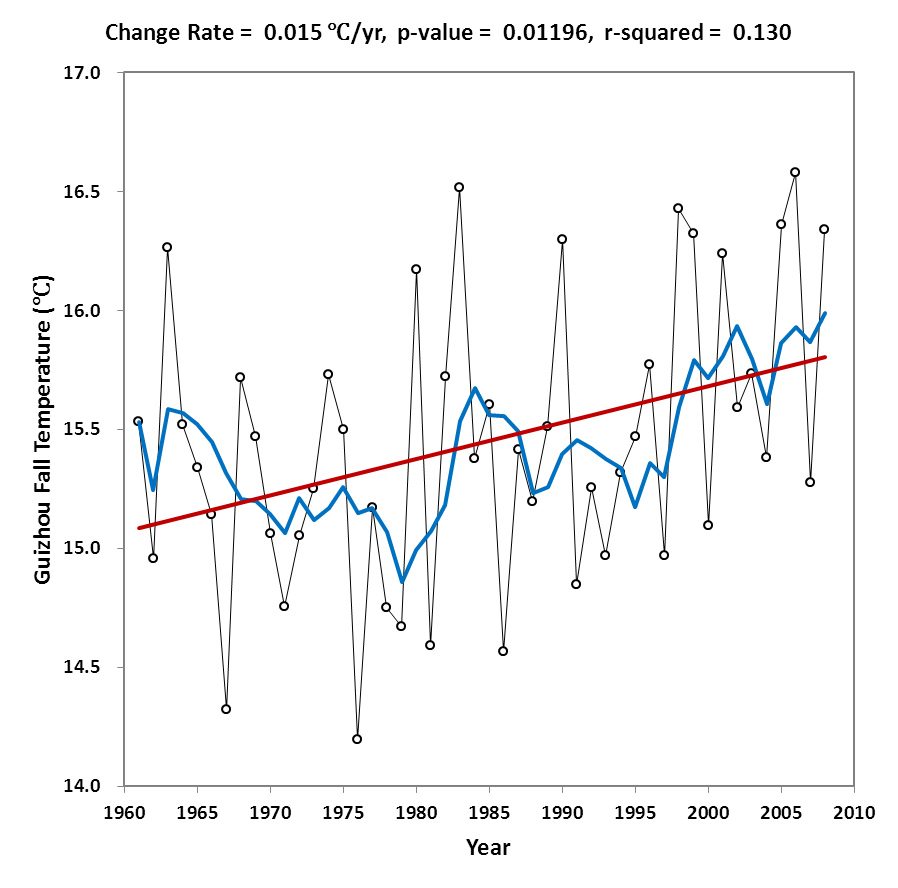 Change Rate = 0.015 ℃/yr, p-value = 0.01196, r-squared = 0.130
17.0
16.5
16.0
15.5
15.0
14.5
14.0
Guizhou Fall Temperature (℃)
1960 1965 1970 1975 1980 1985 1990 1995 2000 2005 2010
Year